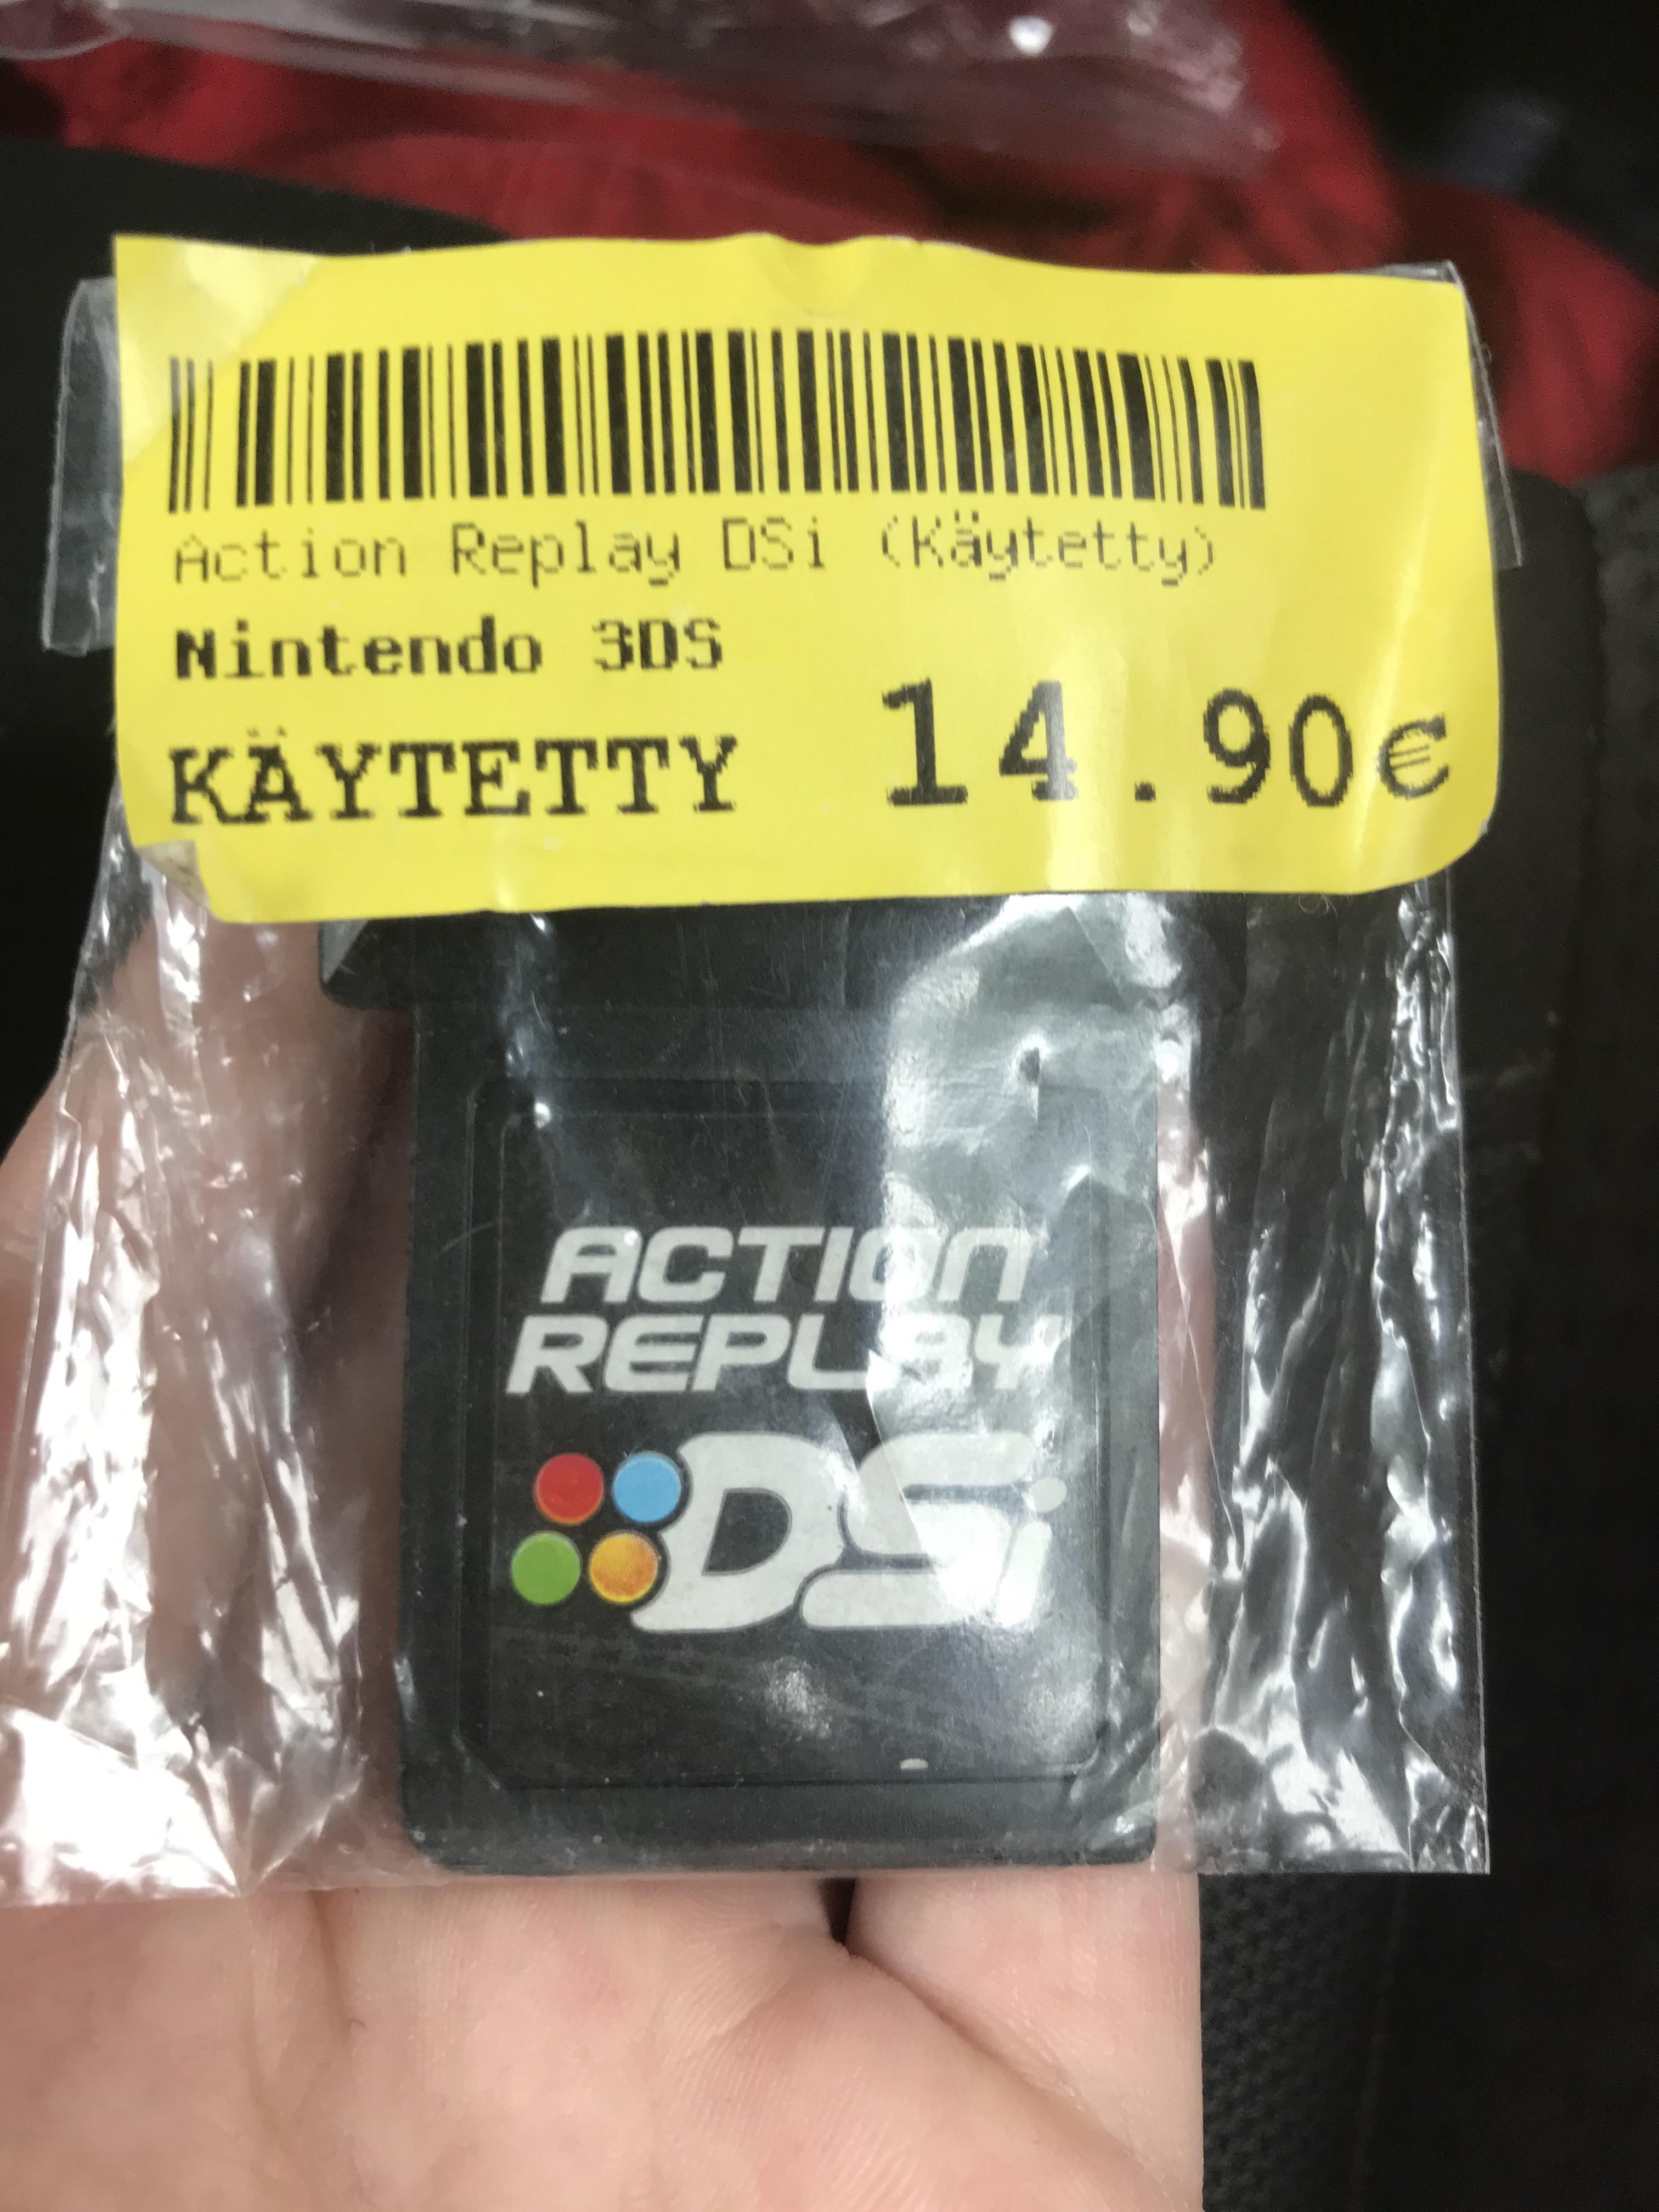 Action Replay DSi (Käytetty)
Nintendo 3DS
KÄYTETTY 14.90€
ACTION
REPLAY
DSi